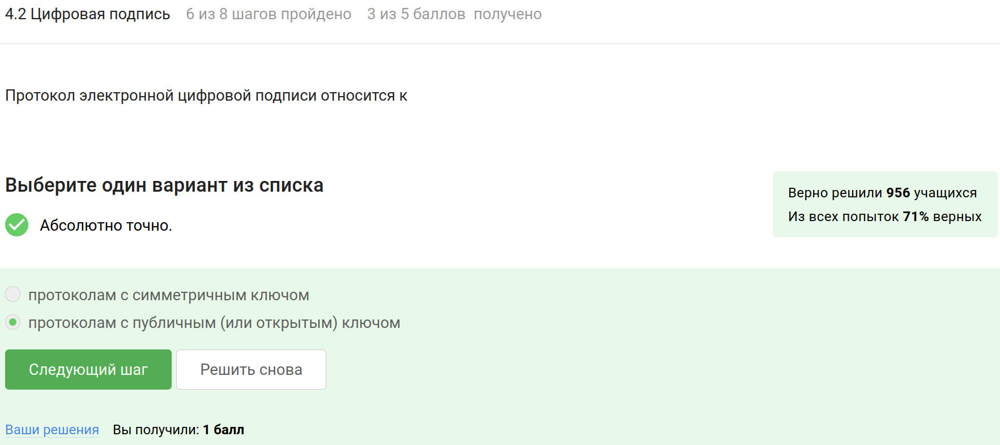 4.2 Цифровая подпись 6 из 8 шагов пройдено 3 из 5 баллов получено
Протокол электронной цифровой подписи относится к
Выберите один вариант из списка
Абсолютно точно.
Верно решили 956 учащихся
Из всех попыток 71% верных
протоколам с симметричным ключом
протоколам с публичным (или открытым) ключом
Следующий шаг Решить снова
Ваши решения Вы получили: 1 балл